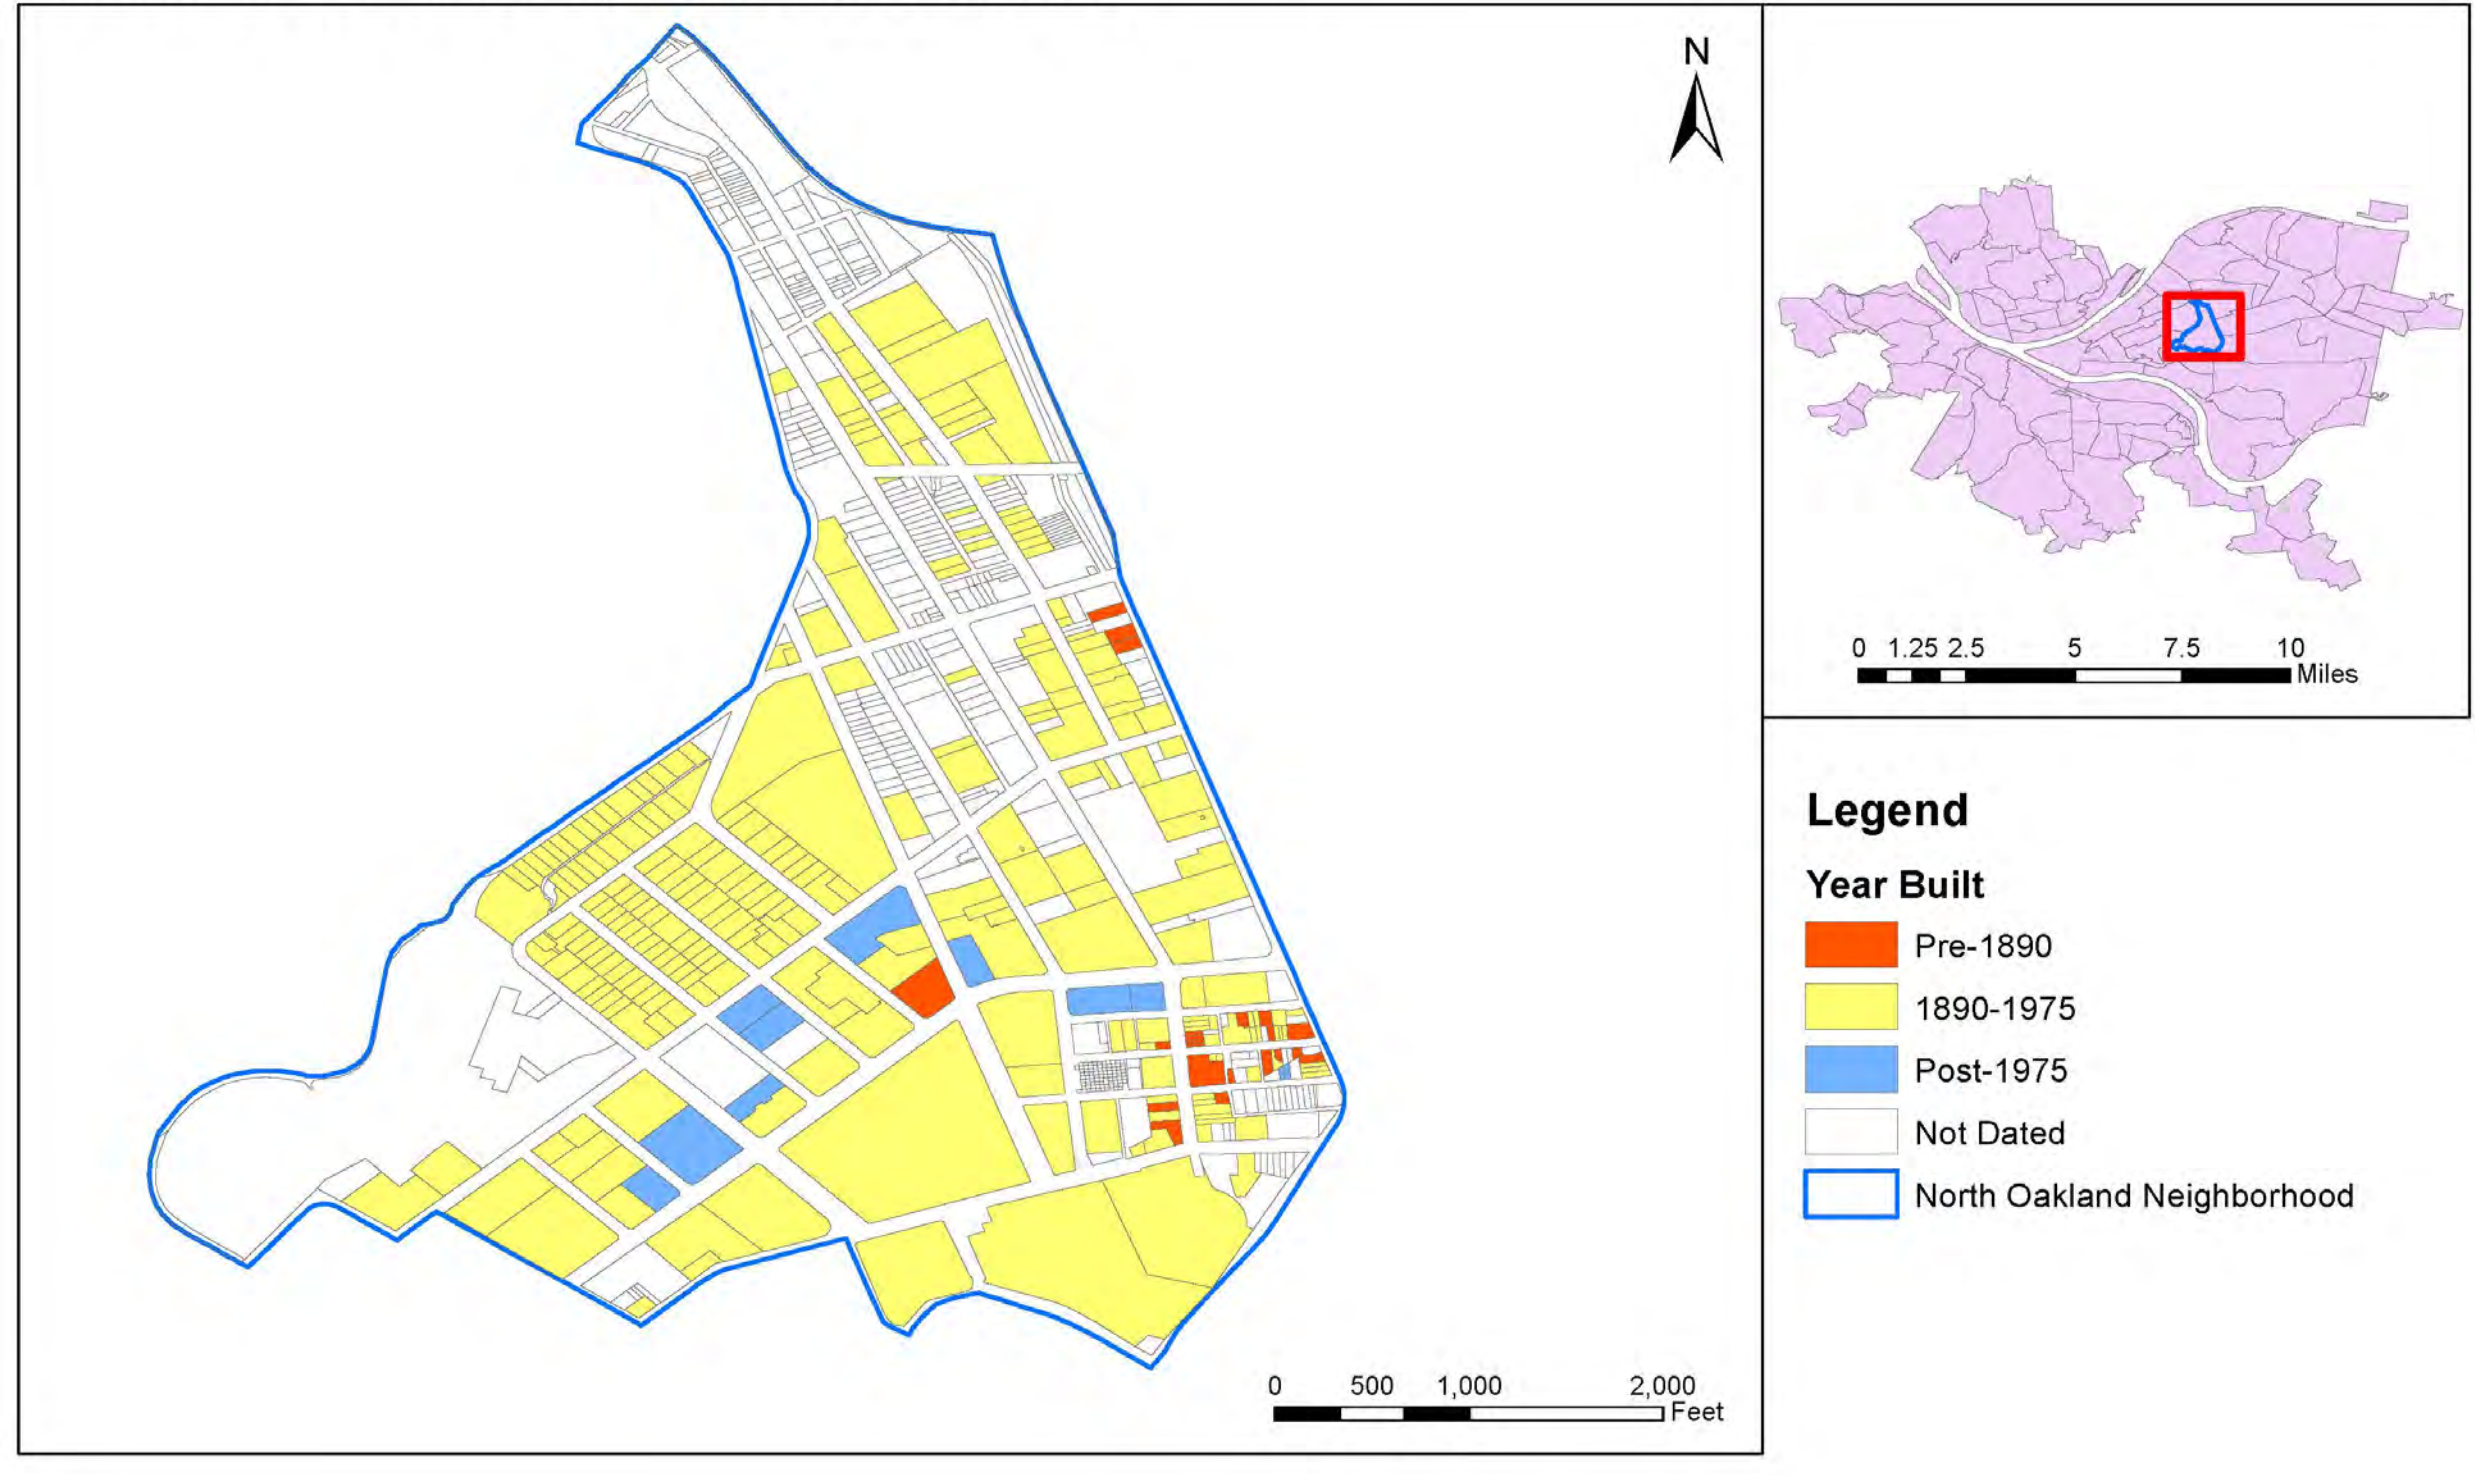 N
0 1.25 2.5 5 7.5 10
Miles
Legend
Year Built
Pre-1890
1890-1975
Post-1975
Not Dated
North Oakland Neighborhood
0 500 1,000 2,000
Feet